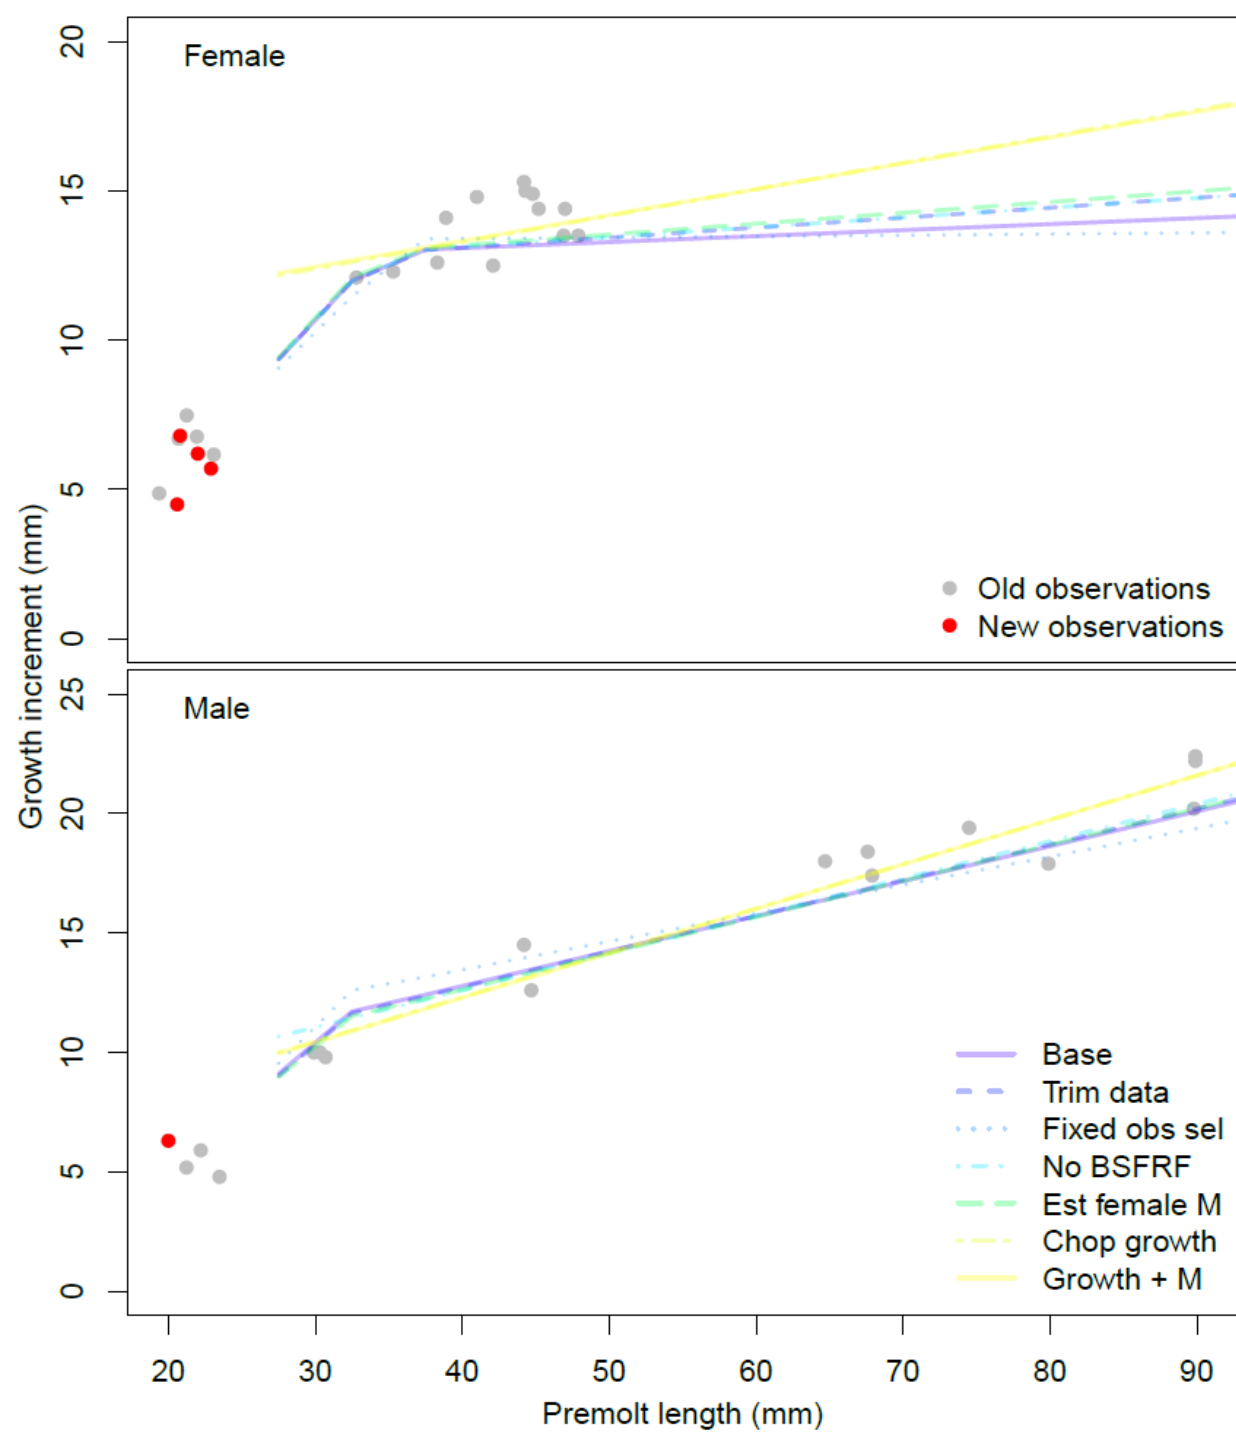 Female
20
15
10
5
0
Old observations
New observations
Growth increment (mm)
Male
25
20
15
10
5
0
Base
Trim data
Fixed obs sel
No BSFRF
Est female M
Chop growth
Growth + M
20 30 40 50 60 70 80 90
Premolt length (mm)